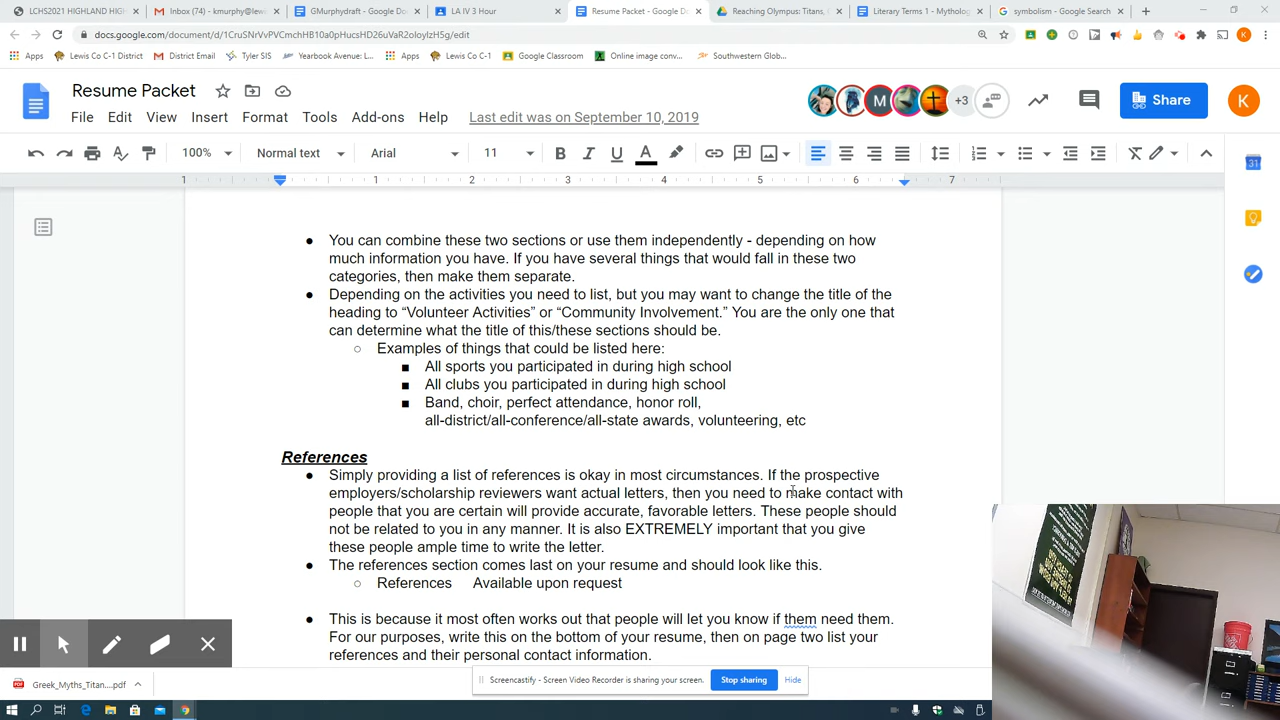 LCHS2021 HIGHLAND HIG
Inbox (74) - kmurphy@lew
GMurphydraft - Google Do
LA IV 3 Hour
Resume Packet - Google D
Reaching Olympus: Titans,
Literary Terms 1 - Mytholog
symbolism - Google Search
docs.google.com/document/d/1CruSNrVvPVCmchHB10a0pHucsHD26uVaR2oIoylzH5g/edit
Apps
Lewis Co C-1 District
District Email
Tyler SIS
Yearbook Avenue: L...
Apps
Lewis Co C-1
Google Classroom
Online image conv...
Southwestern Glob...
Resume Packet
M
+3
Share
K
File Edit View Insert Format Tools Add-ons Help Last edit was on September 10, 2019
100% Normal text Arial 11
1 1 2 3 4 5 6 7
31
● You can combine these two sections or use them independently - depending on how
much information you have. If you have several things that would fall in these two
categories, then make them separate.
● Depending on the activities you need to list, but you may want to change the title of the
heading to “Volunteer Activities” or “Community Involvement.” You are the only one that
can determine what the title of this/these sections should be.
○ Examples of things that could be listed here:
■ All sports you participated in during high school
■ All clubs you participated in during high school
■ Band, choir, perfect attendance, honor roll,
all-district/all-conference/all-state awards, volunteering, etc
References
● Simply providing a list of references is okay in most circumstances. If the prospective
employers/scholarship reviewers want actual letters, then you need to make contact with
people that you are certain will provide accurate, favorable letters. These people should
not be related to you in any manner. It is also EXTREMELY important that you give
these people ample time to write the letter.
● The references section comes last on your resume and should look like this.
○ References Available upon request
● This is because it most often works out that people will let you know if them need them.
For our purposes, write this on the bottom of your resume, then on page two list your
references and their personal contact information.
Screencastify - Screen Video Recorder is sharing your screen.
Stop sharing
Hide
Greek_Myths_Titan....pdf